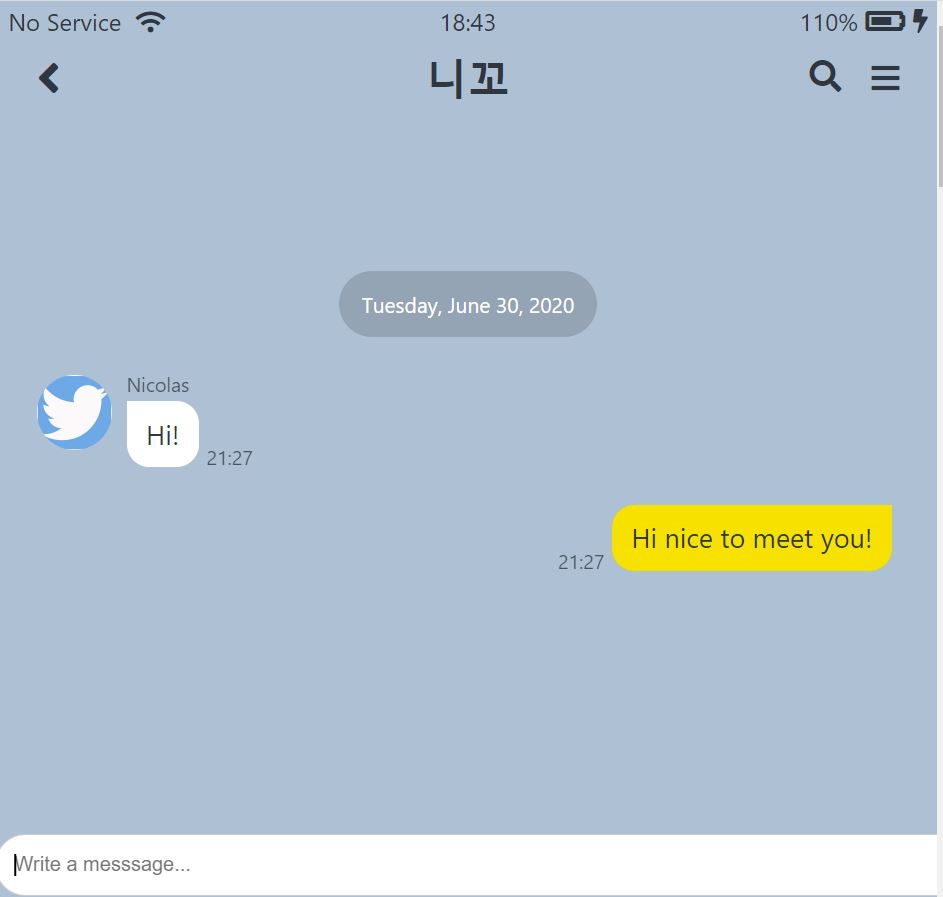 No Service 18:43 110%
니꼬
Tuesday, June 30, 2020
Nicolas
Hi!
21:27
Hi nice to meet you!
21:27
Write a messsage...